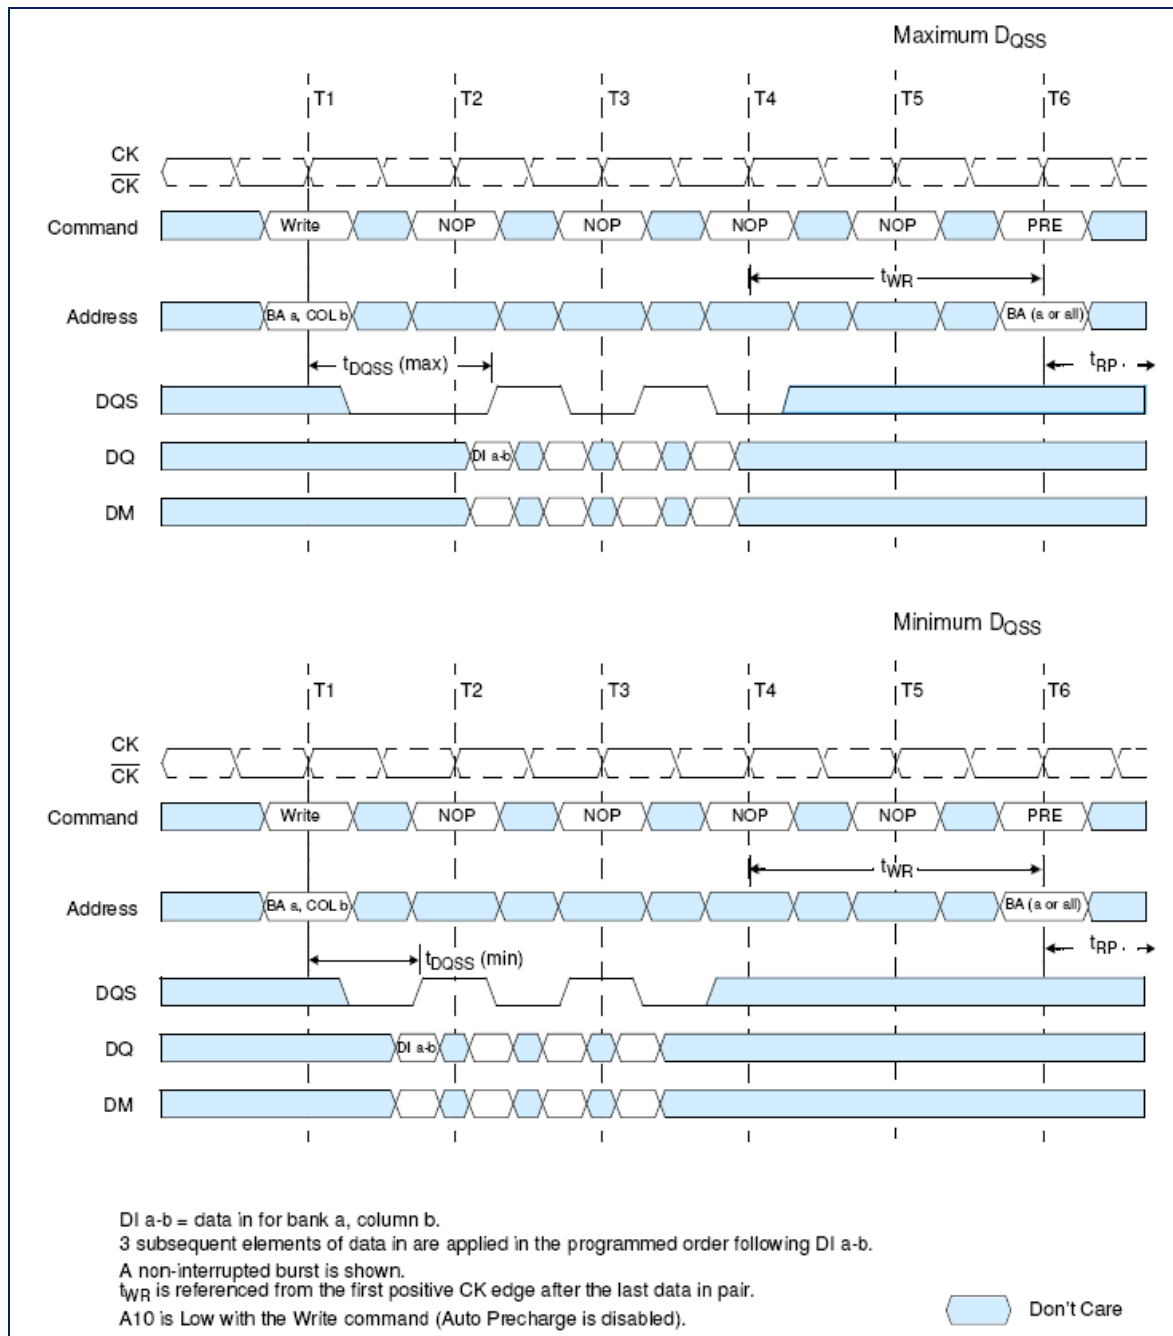 Maximum DQSS
T1 T2 T3 T4 T5 T6
CK
CK
Command Write NOP NOP NOP NOP PRE
tWR
Address BA a, COL b BA (a or all)
tDQSS (max) tRP
DQS
DQ DI a-b
DM
Minimum DQSS
T1 T2 T3 T4 T5 T6
CK
CK
Command Write NOP NOP NOP NOP PRE
tWR
Address BA a, COL b BA (a or all)
tDQSS (min) tRP
DQS
DQ DI a-b
DM
DI a-b = data in for bank a, column b.
3 subsequent elements of data in are applied in the programmed order following DI a-b.
A non-interrupted burst is shown.
tWR is referenced from the first positive CK edge after the last data in pair.
A10 is Low with the Write command (Auto Precharge is disabled).
Don't Care